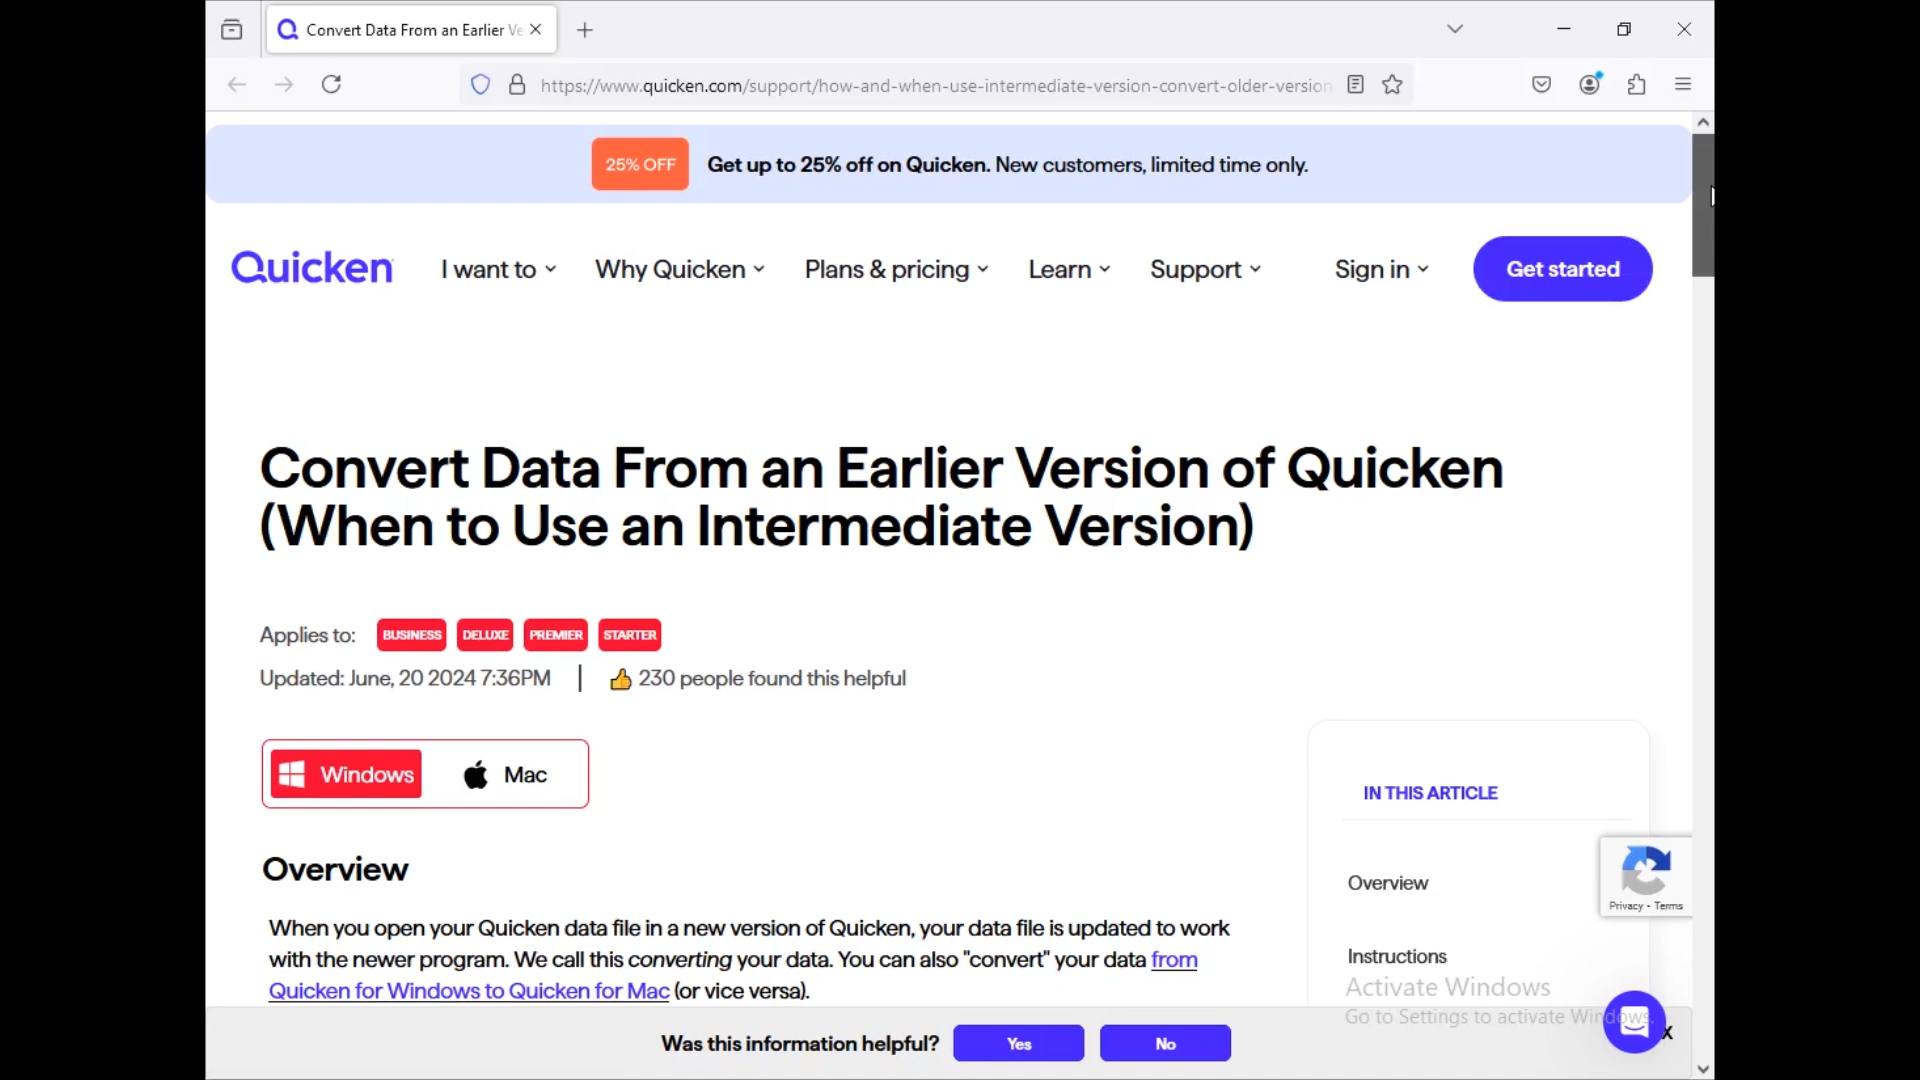 Convert Data From an Earlier Ve
https://www.quicken.com/support/how-and-when-use-intermediate-version-convert-older-version
25% OFF Get up to 25% off on Quicken. New customers, limited time only.
Quicken I want to Why Quicken Plans & pricing Learn Support Sign in Get started
Convert Data From an Earlier Version of Quicken
(When to Use an Intermediate Version)
Applies to: BUSINESS DELUXE PREMIER STARTER
Updated: June, 20 2024 7:36PM | 👍 230 people found this helpful
Windows Mac
IN THIS ARTICLE
Overview
Overview
Privacy - Terms
When you open your Quicken data file in a new version of Quicken, your data file is updated to work
with the newer program. We call this converting your data. You can also "convert" your data from
Quicken for Windows to Quicken for Mac (or vice versa).
Instructions
Activate Windows
Go to Settings to activate Windows.
Was this information helpful? Yes No X